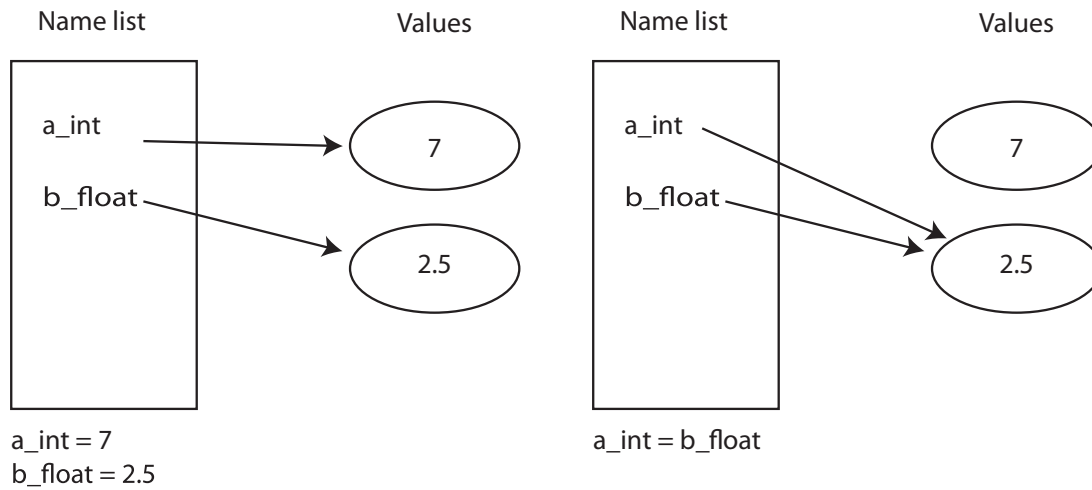 Name list
Values
a_int
7
b_float
2.5
a_int = 7
b_float = 2.5
Name list
Values
a_int
7
b_float
2.5
a_int = b_float